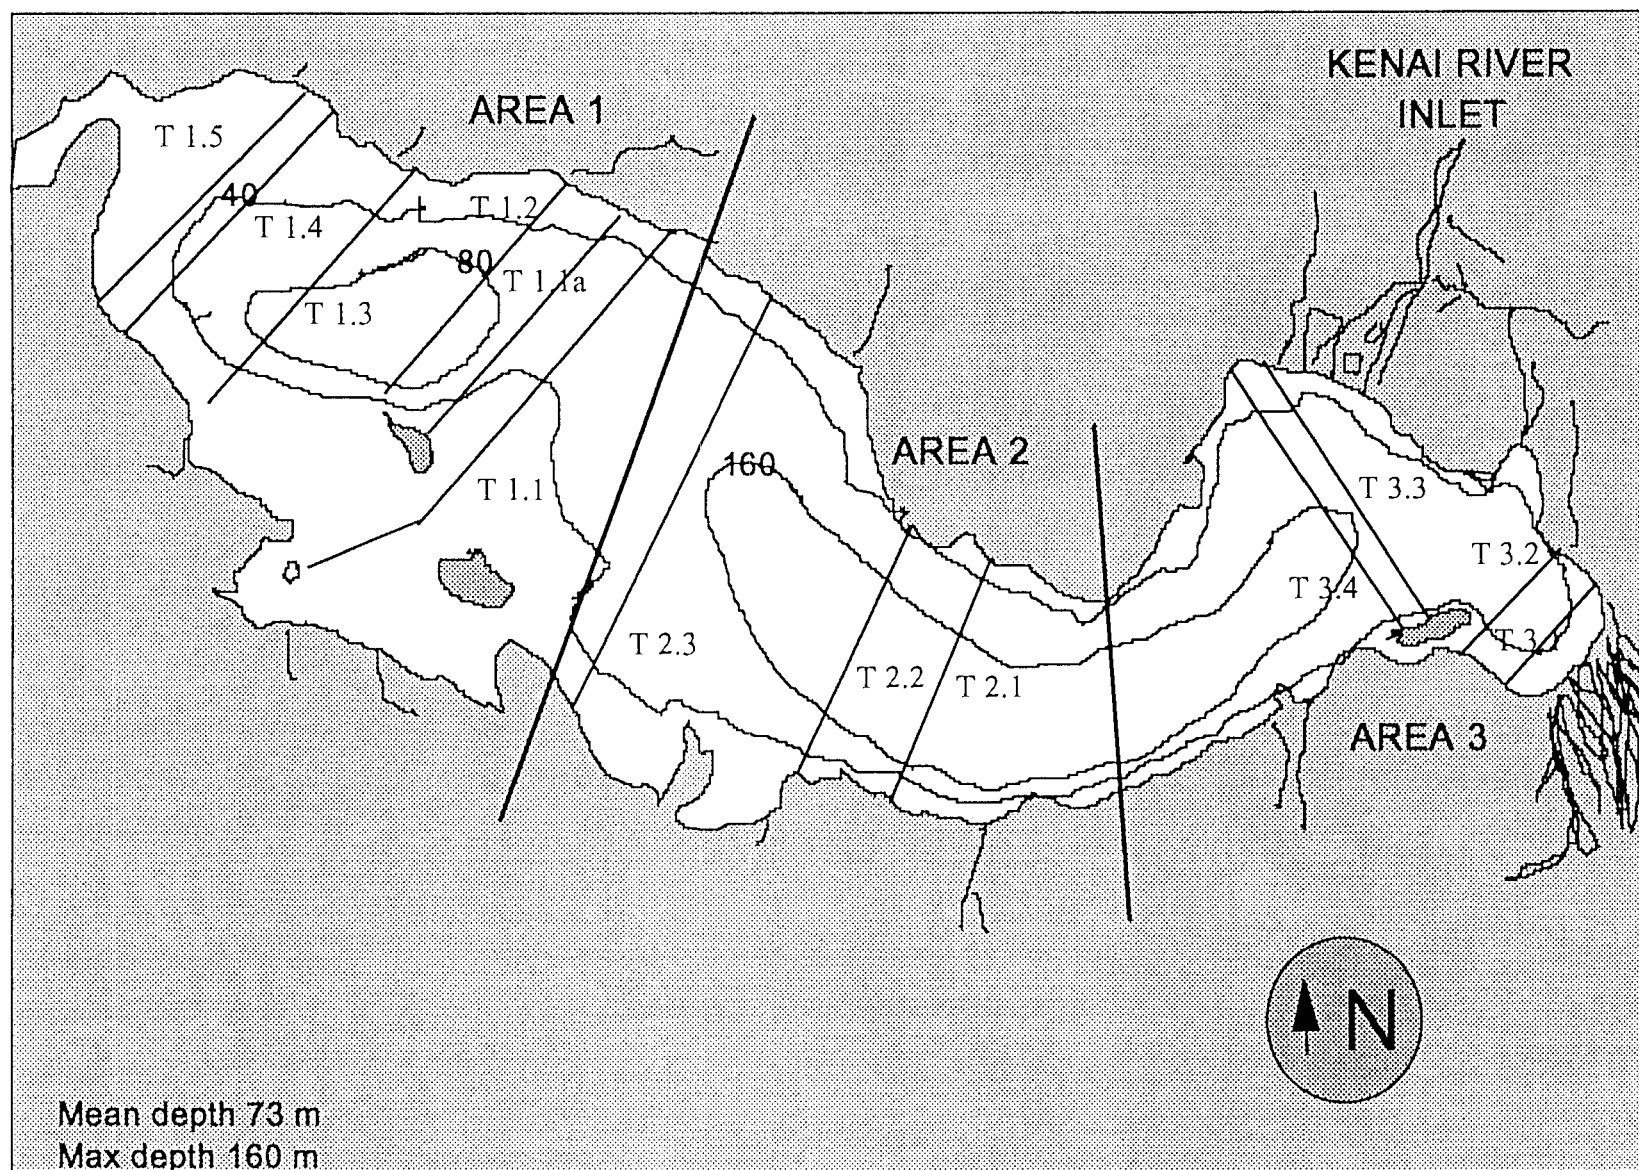 KENAI RIVER
INLET
AREA 1
T 1.5
40
T 1.4
T 1.2
80
T 1.1a
T 1.3
T 1.1
160
AREA 2
T 3.3
T 3.2
T 3.4
T 2.3
T 2.2
T 2.1
AREA 3
N
Mean depth 73 m
Max depth 160 m